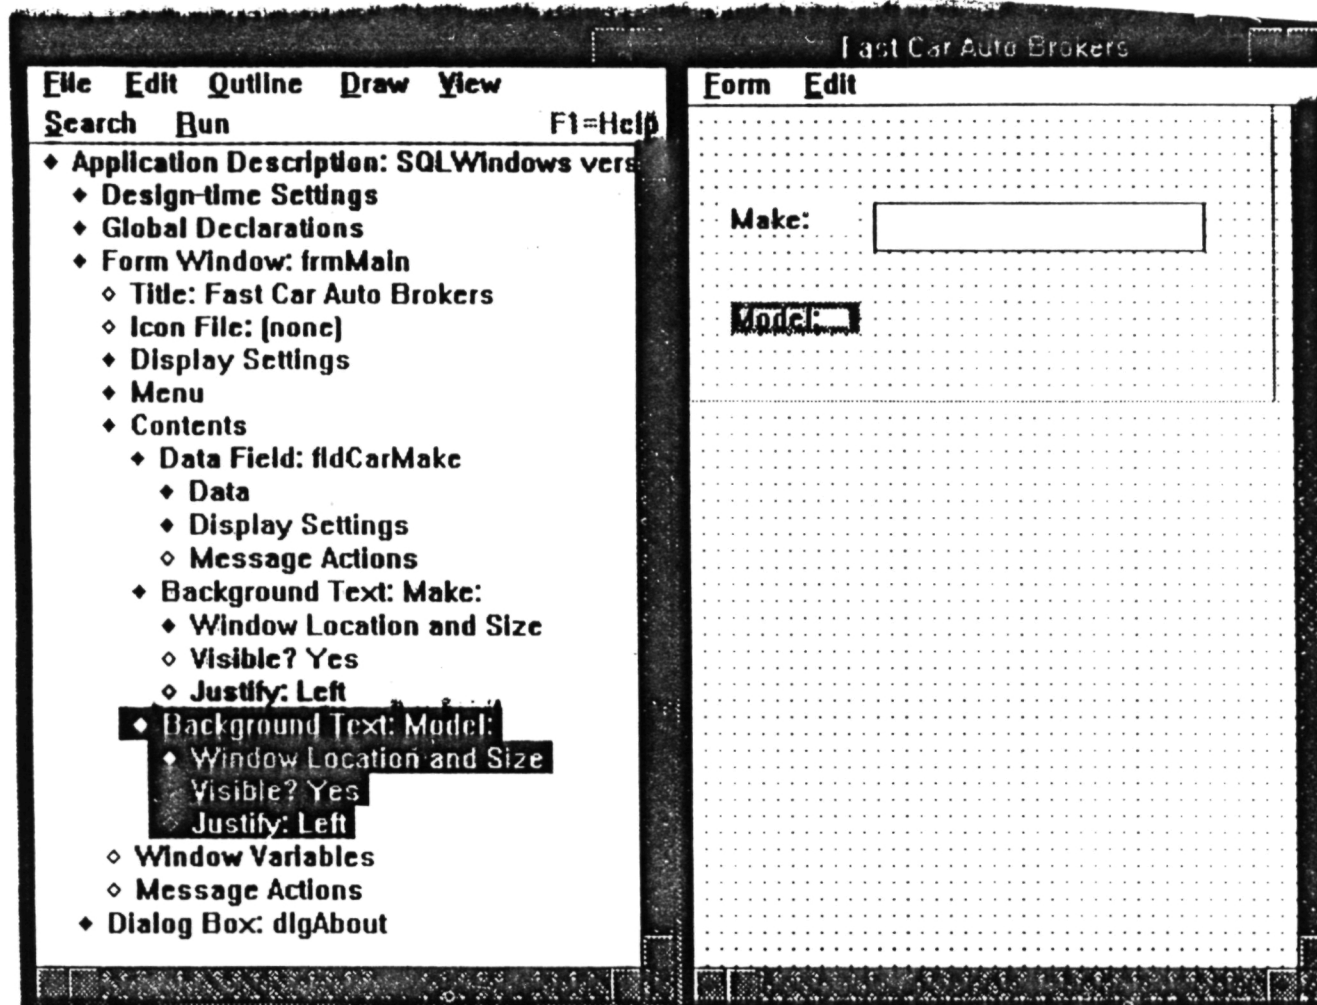 Fast Car Auto Brokers
File Edit Outline Draw View
Search Run F1=Help
Application Description: SQLWindows vers
Design-time Settings
Global Declarations
Form Window: frmMain
Title: Fast Car Auto Brokers
Icon File: (none)
Display Settings
Menu
Contents
Data Field: fldCarMake
Data
Display Settings
Message Actions
Background Text: Make:
Window Location and Size
Visible? Yes
Justify: Left
Background Text: Model:
Window Location and Size
Visible? Yes
Justify: Left
Window Variables
Message Actions
Dialog Box: dlgAbout
Form Edit
Make:
Model: